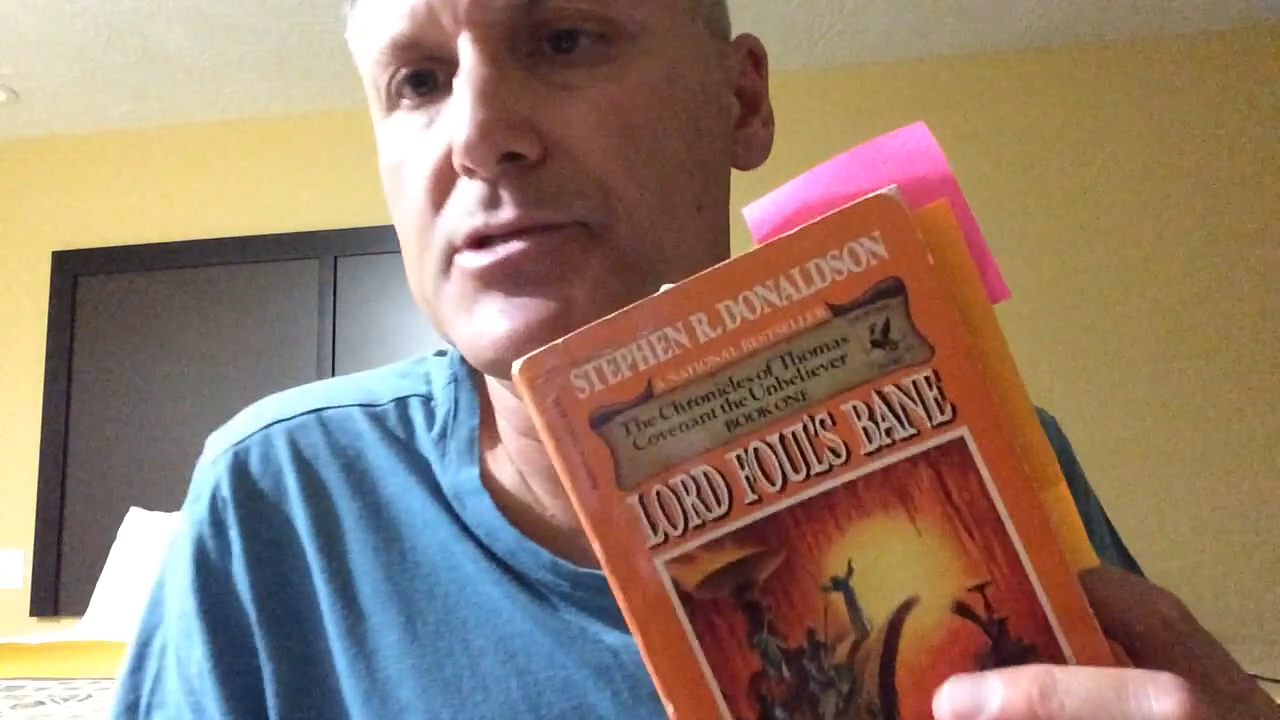 STEPHEN R. DONALDSON
A NATIONAL BESTSELLER
The Chronicles of Thomas
Covenant the Unbeliever
BOOK ONE
LORD FOUL'S BANE